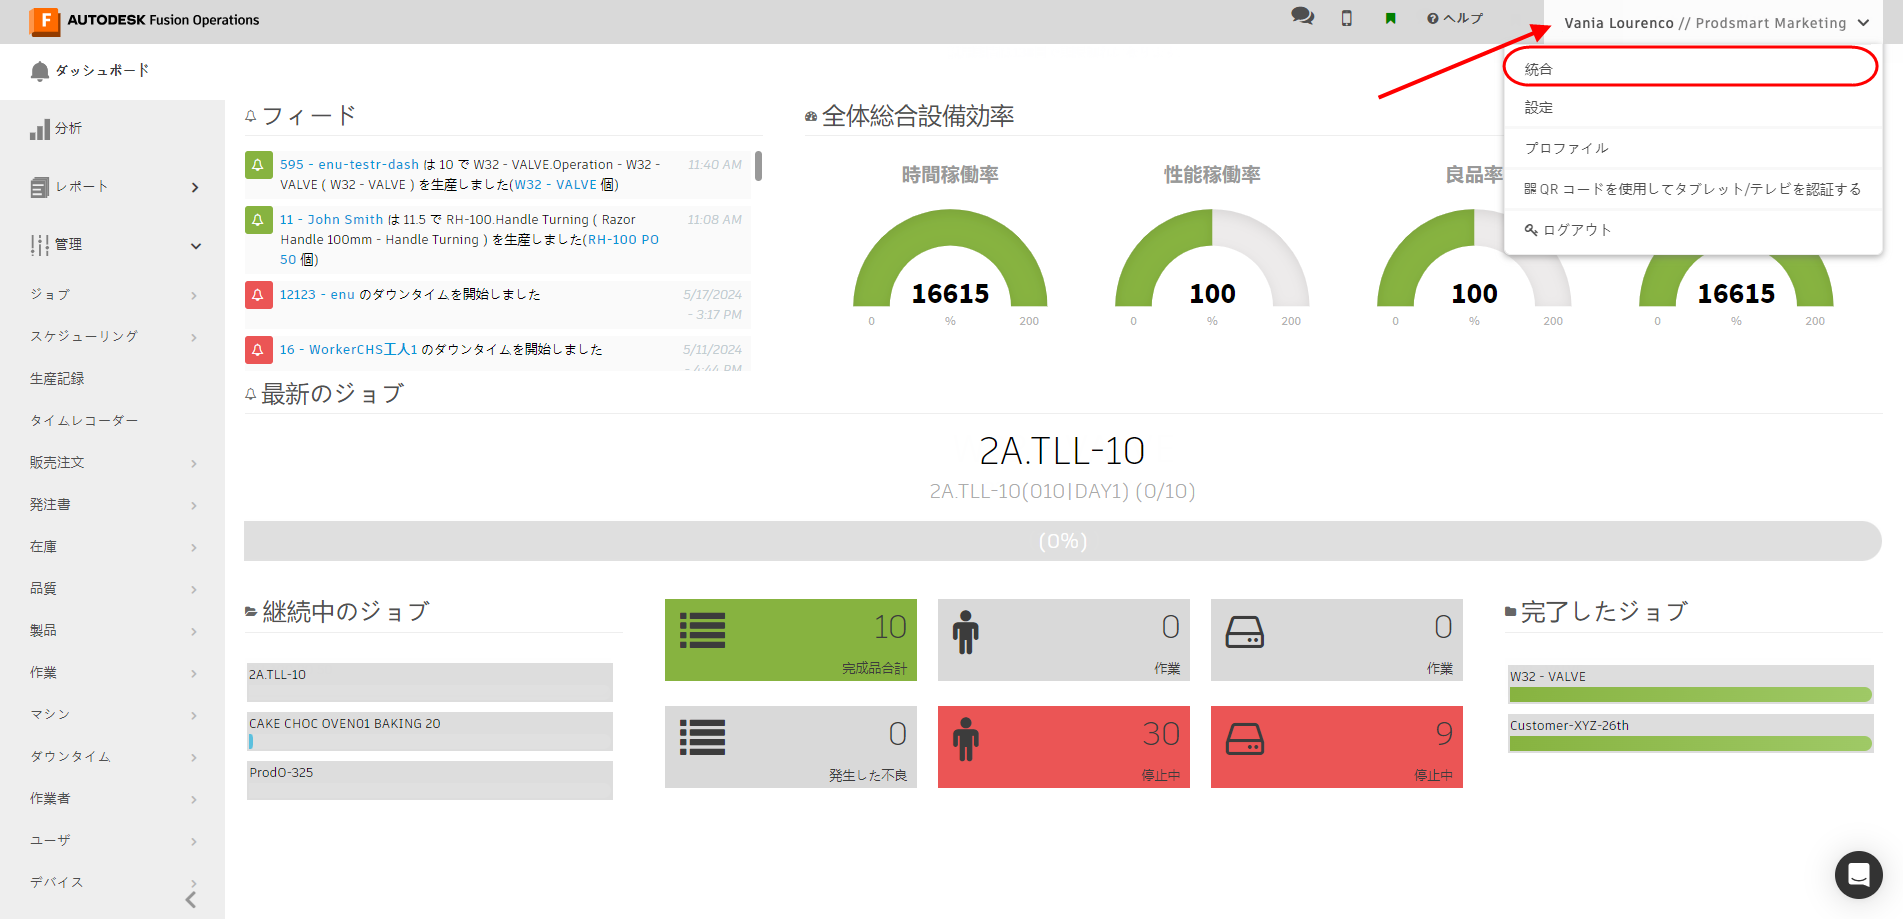 AUTODESK Fusion Operations
ヘルプ
Vania Lourenco // Prodsmart Marketing
統合
設定
プロファイル
QR コードを使用してタブレット/テレビを認証する
ログアウト
ダッシュボード
分析
レポート
管理
ジョブ
スケジューリング
生産記録
タイムレコーダー
販売注文
発注書
在庫
品質
製品
作業
マシン
ダウンタイム
作業者
ユーザ
デバイス
フィード
595 - enu-testr-dash は 10 で W32 - VALVE.Operation - W32 -
VALVE ( W32 - VALVE ) を生産しました(W32 - VALVE 個)
11:40 AM
11 - John Smith は 11.5 で RH-100.Handle Turning ( Razor
Handle 100mm - Handle Turning ) を生産しました(RH-100 PO
50 個)
11:08 AM
12123 - enu のダウンタイムを開始しました
5/17/2024
- 3:17 PM
16 - WorkerCHS工人1 のダウンタイムを開始しました
5/11/2024
- 4:44 PM
全体総合設備効率
時間稼働率
16615
0 % 200
性能稼働率
100
0 % 200
良品率
100
0 % 200
16615
0 % 200
最新のジョブ
2A.TLL-10
2A.TLL-10(010|DAY1) (0/10)
(0%)
継続中のジョブ
2A.TLL-10
CAKE CHOC OVEN01 BAKING 20
ProdO-325
10
完成品合計
0
作業
0
作業
0
発生した不良
30
停止中
9
停止中
完了したジョブ
W32 - VALVE
Customer-XYZ-26th